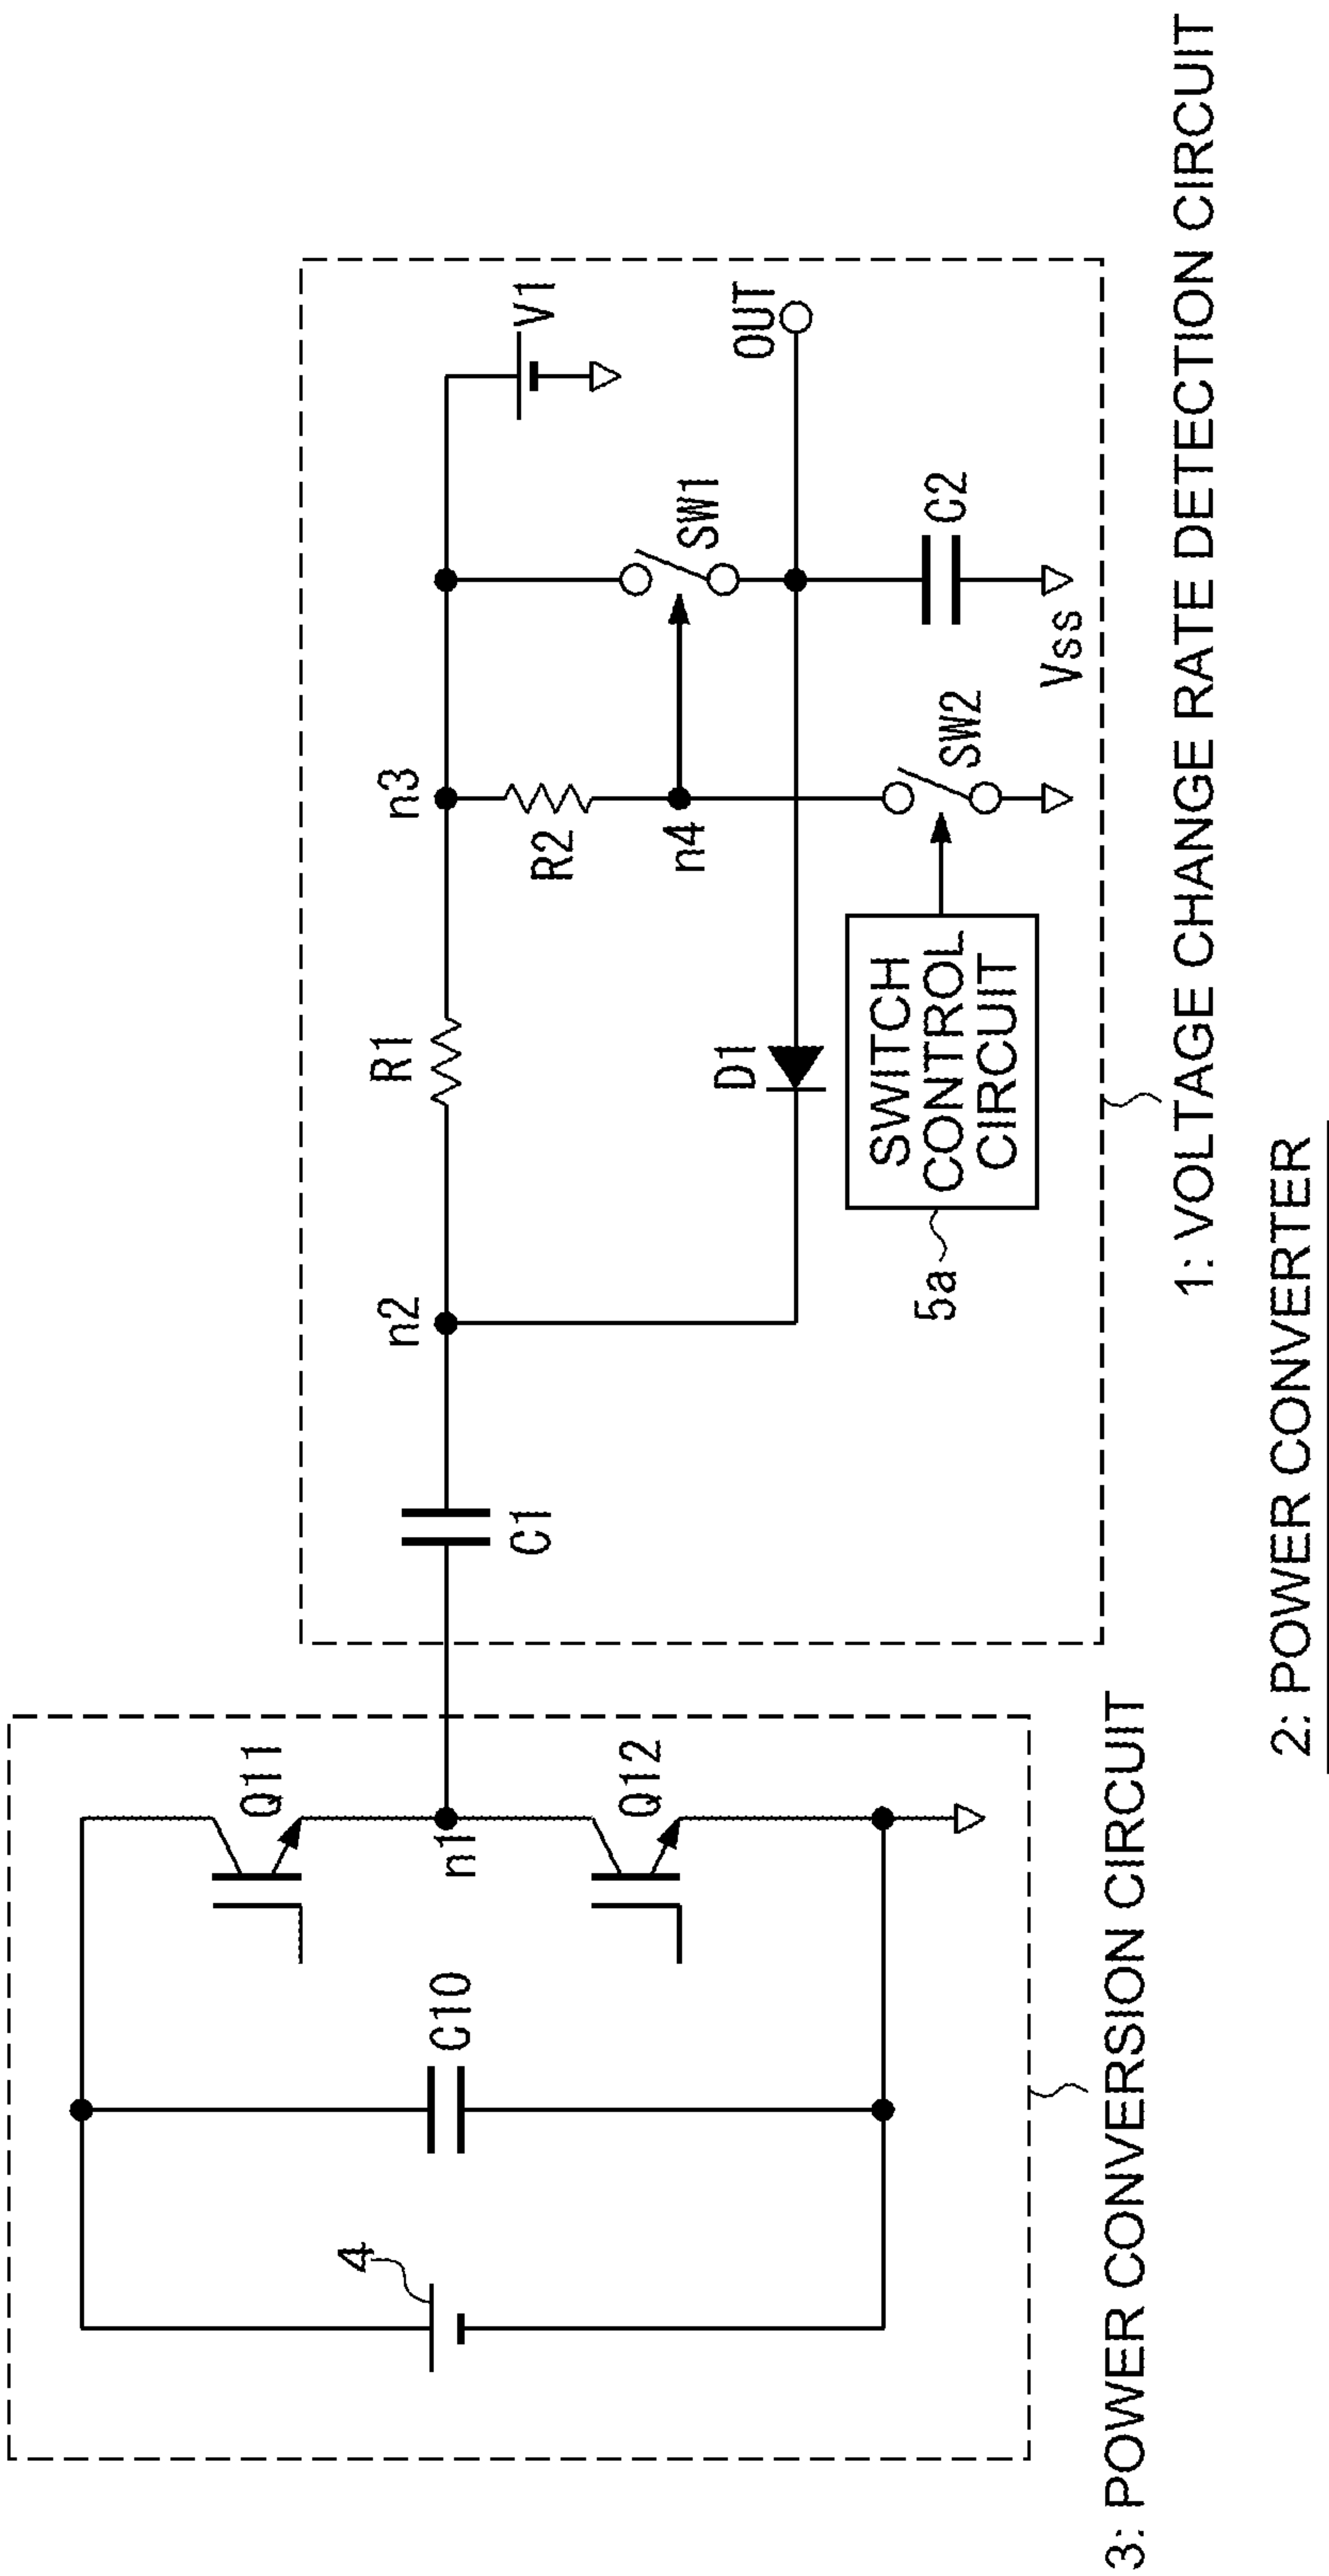 4
C10
Q11
n1
Q12
3: POWER CONVERSION CIRCUIT
C1
n2
R1
n3
R2
n4
V1
SW1
OUT
D1
C2
Vss
SW2
SWITCH
CONTROL
CIRCUIT
5a
1: VOLTAGE CHANGE RATE DETECTION CIRCUIT
2: POWER CONVERTER